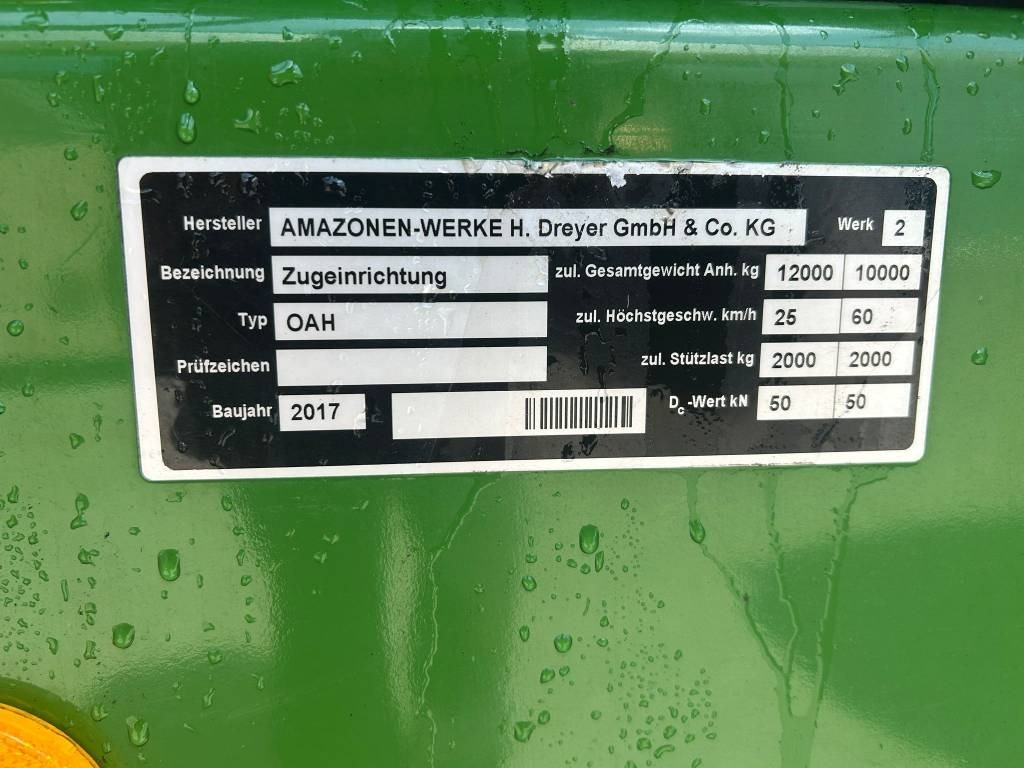 Hersteller AMAZONEN-WERKE H. Dreyer GmbH & Co. KG Werk 2
Bezeichnung Zugeinrichtung zul. Gesamtgewicht Anh. kg 12000 10000
Typ OAH zul. Höchstgeschw. km/h 25 60
Prüfzeichen zul. Stützlast kg 2000 2000
Baujahr 2017 Dc-Wert kN 50 50